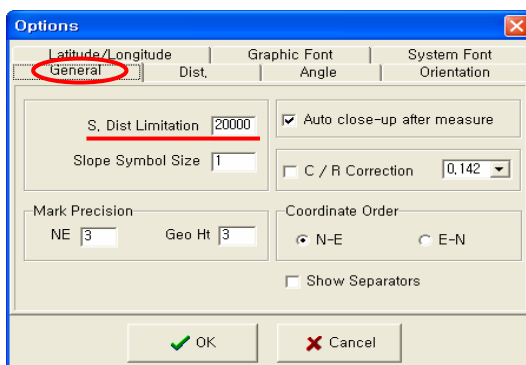 Options
Latitude/Longitude Graphic Font System Font
General Dist. Angle Orientation
S. Dist Limitation 20000
Auto close-up after measure
Slope Symbol Size 1
C / R Correction 0.142
Mark Precision
NE 3 Geo Ht 3
Coordinate Order
N-E E-N
Show Separators
OK Cancel